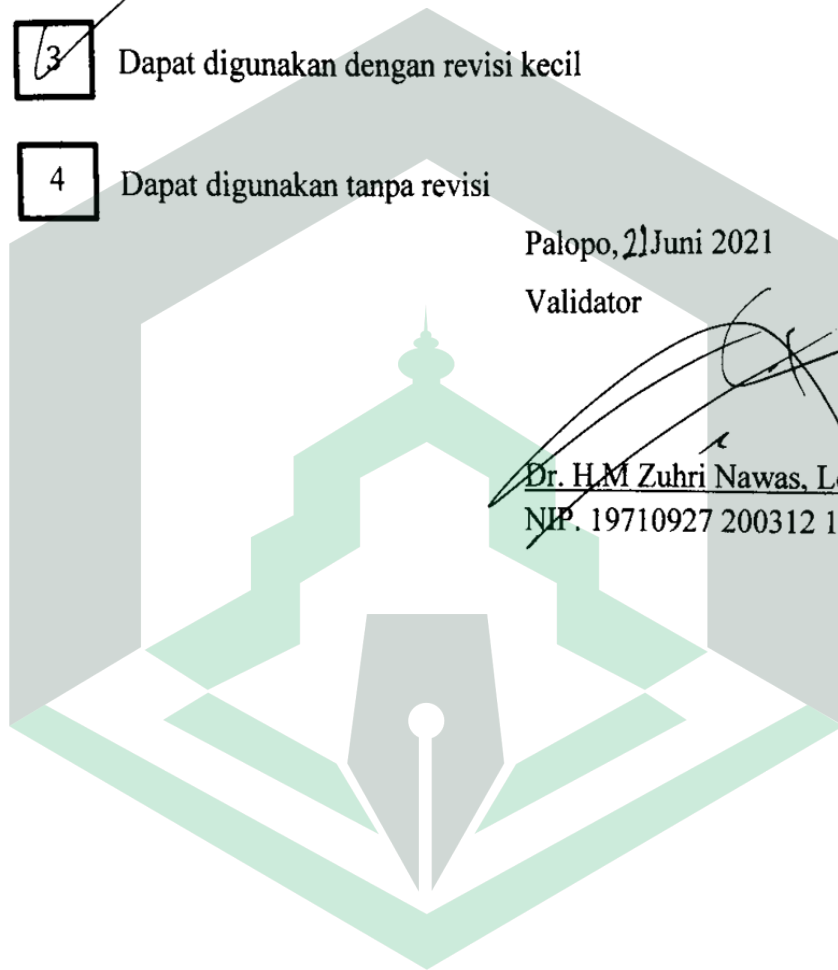 3 Dapat digunakan dengan revisi kecil
4 Dapat digunakan tanpa revisi
Palopo, 21 Juni 2021
Validator
Dr. H.M Zuhri Nawas,
NIP. 19710927 200312 1